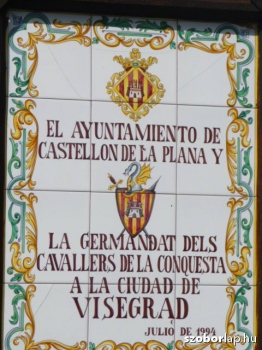 EL AYUNTAMIENTO DE
CASTELLON DE LA PLANA Y
LA GERMANDAT DELS
CAVALLERS DE LA CONQUESTA
A LA CIUDAD DE
VISEGRAD
JULIO DE 1994
szoborlap.hu